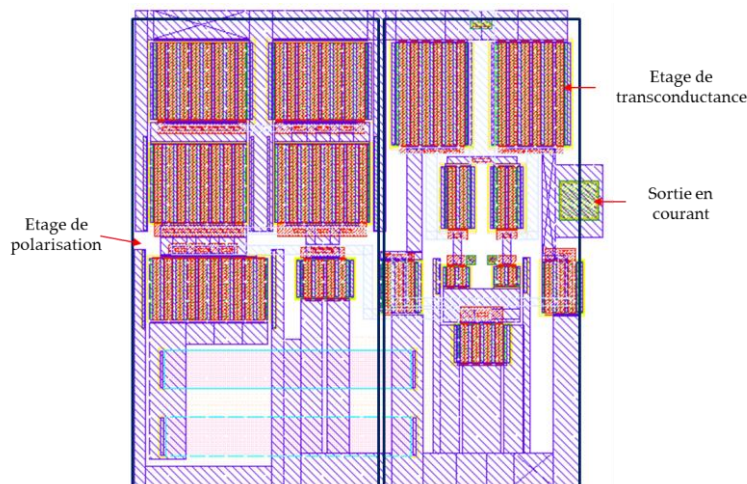 Etage de
transconductance
Sortie en
courant
Etage de
polarisation